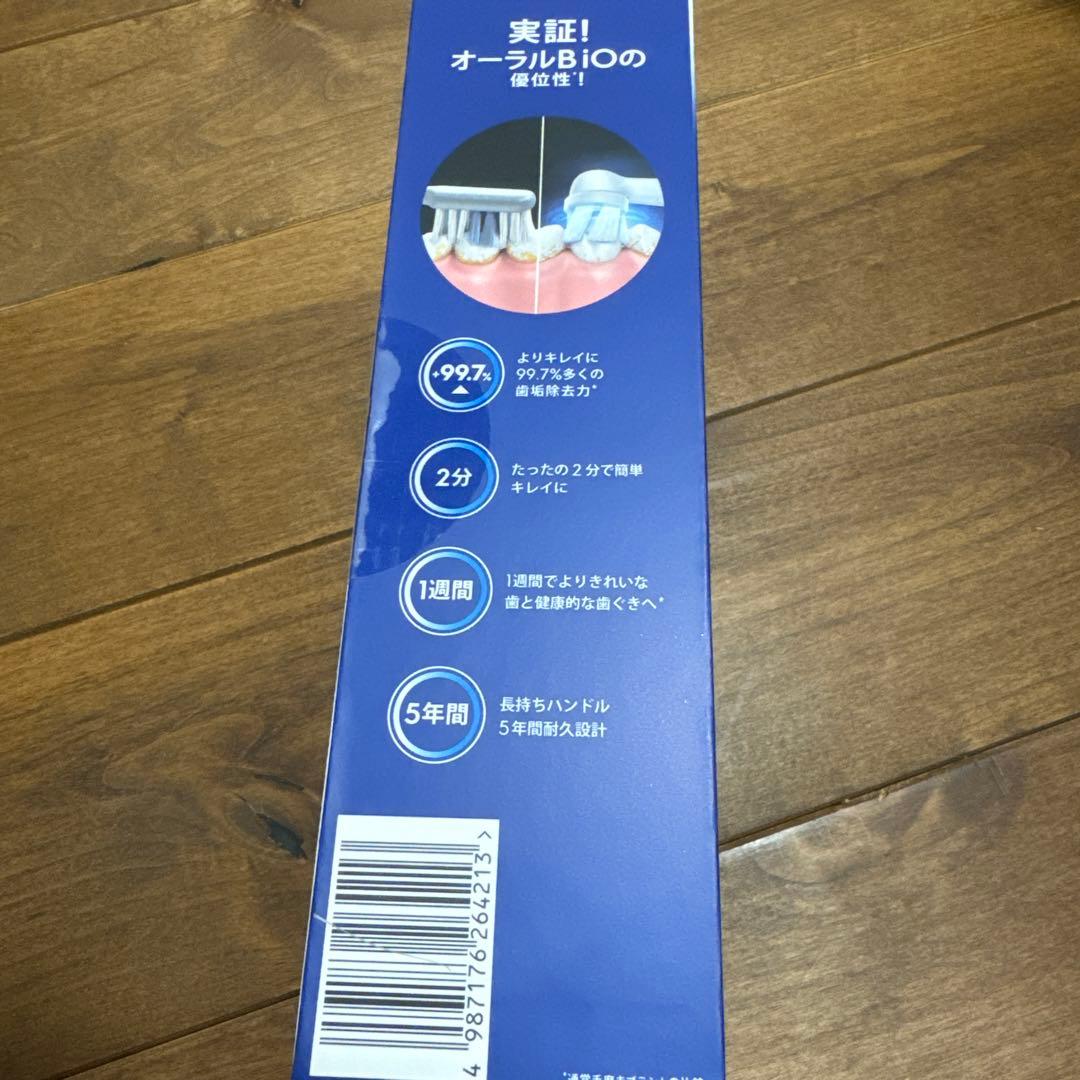 実証!
オーラルB iOの
優位性*!
+99.7%
よりキレイに
99.7%多くの
歯垢除去力*
2分
たったの2分で簡単
キレイに
1週間
1週間でよりきれいな
歯と健康的な歯ぐきへ*
5年間
長持ちハンドル
5年間耐久設計
4 987176 264213 >